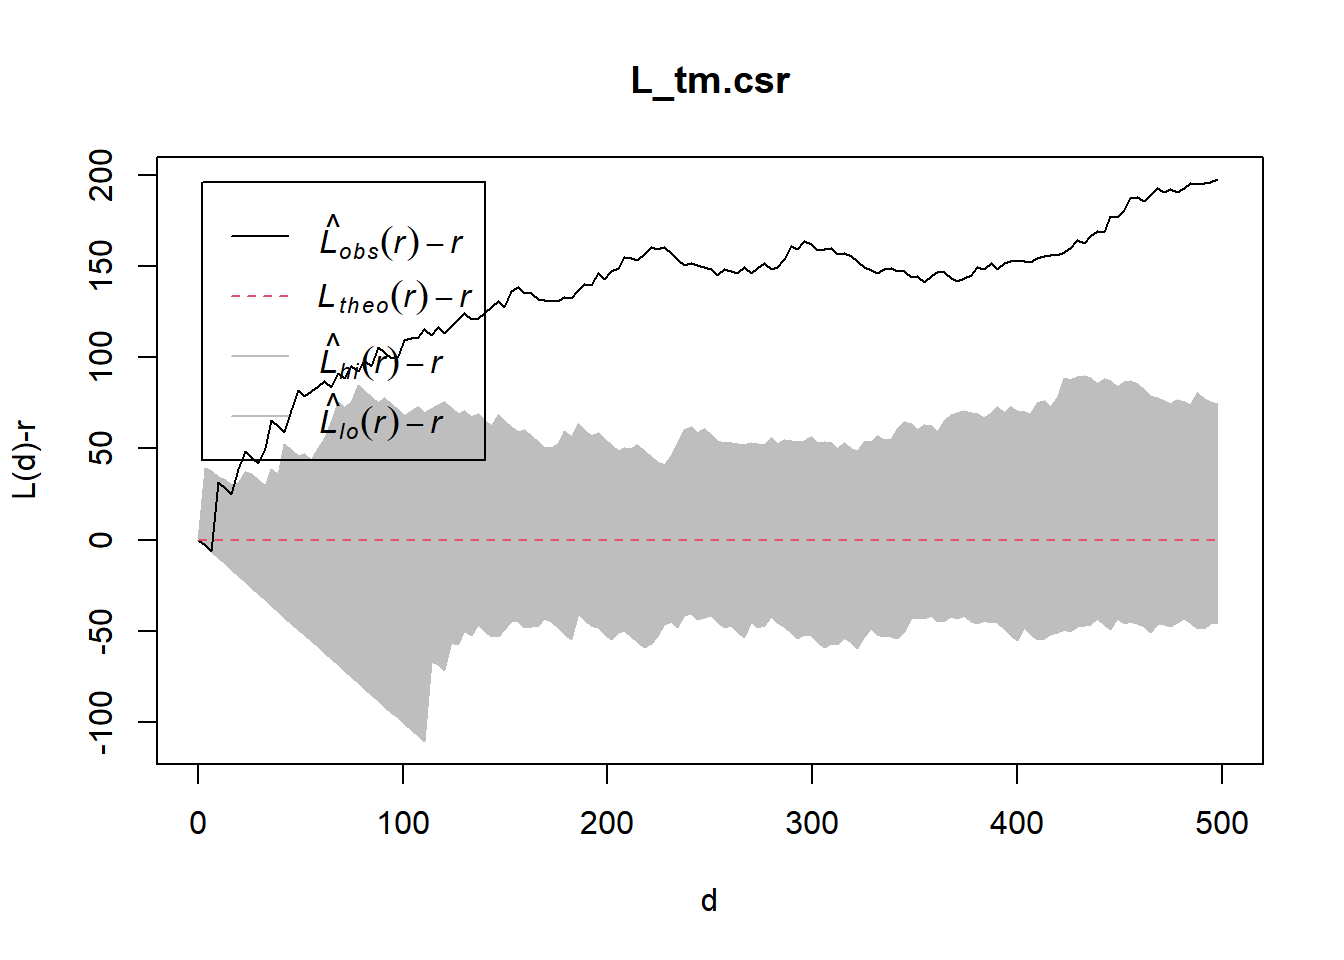 L_tm.csr
L(d)-r
200
150
100
50
0
-50
-100
L̂obs(r) − r
Ltheo(r) − r
L̂hi(r) − r
L̂lo(r) − r
0 100 200 300 400 500
d